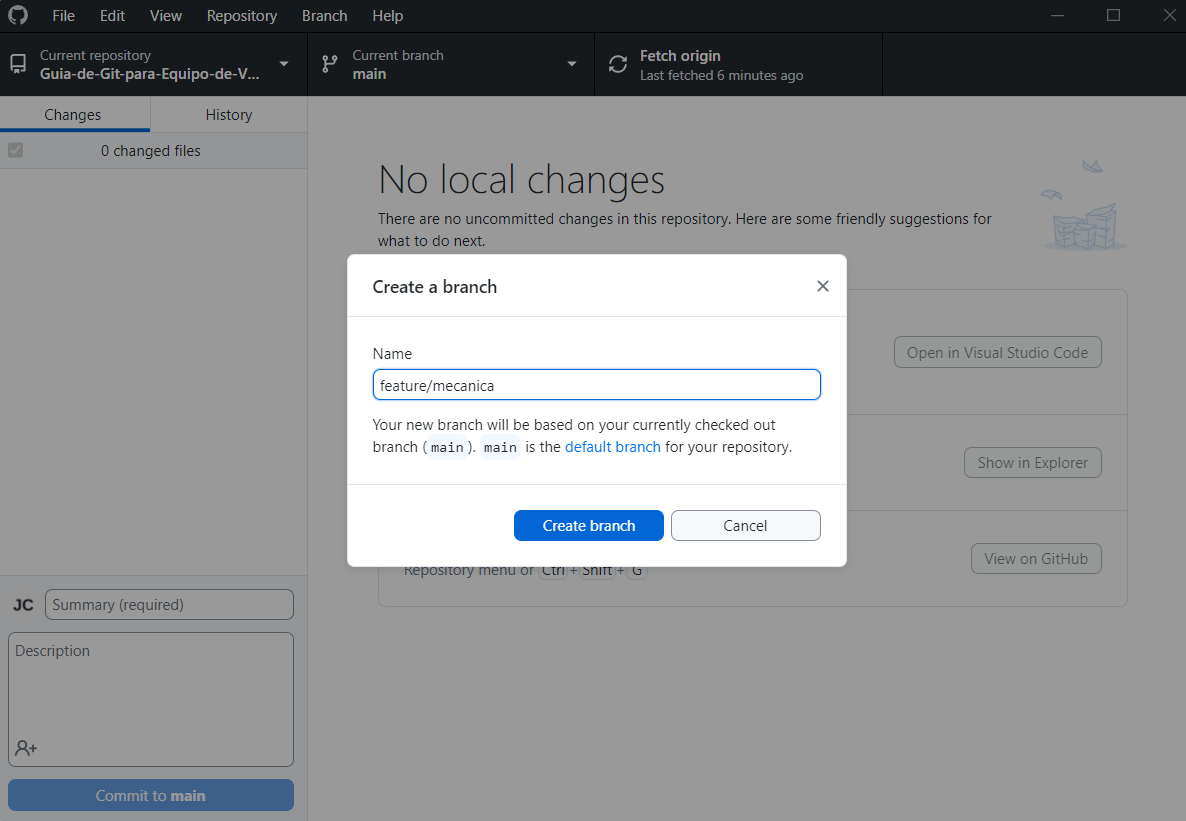 File Edit View Repository Branch Help
Current repository
Guia-de-Git-para-Equipo-de-V...
Current branch
main
Fetch origin
Last fetched 6 minutes ago
Changes History
0 changed files
No local changes
There are no uncommitted changes in this repository. Here are some friendly suggestions for
what to do next.
Create a branch
Name
feature/mecanica
Your new branch will be based on your currently checked out
branch (main). main is the default branch for your repository.
Create branch Cancel
Open in Visual Studio Code
Show in Explorer
View on GitHub
Repository menu or Ctrl + Shift + G
JC Summary (required)
Description
Commit to main